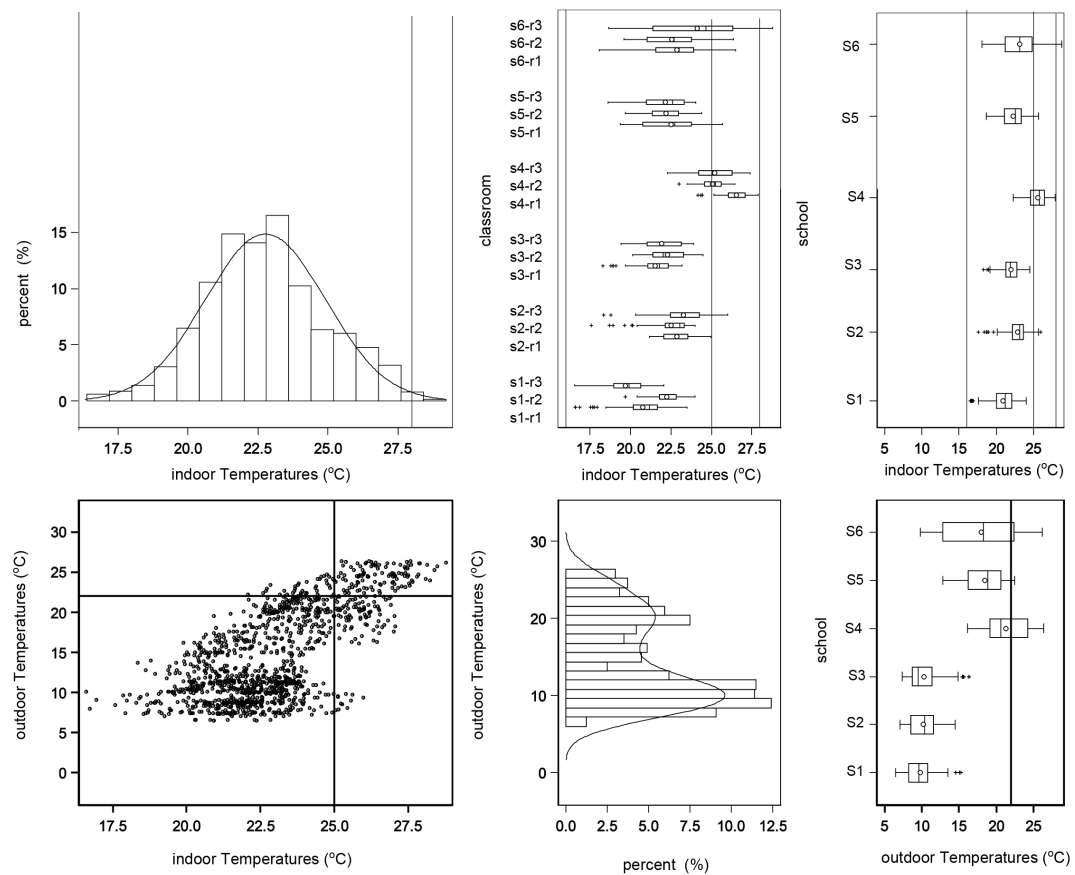 percent (%)
15
10
5
0
17.5 20.0 22.5 25.0 27.5
indoor Temperatures (°C)
classroom
s6-r3
s6-r2
s6-r1
s5-r3
s5-r2
s5-r1
s4-r3
s4-r2
s4-r1
s3-r3
s3-r2
s3-r1
s2-r3
s2-r2
s2-r1
s1-r3
s1-r2
s1-r1
17.5 20.0 22.5 25.0 27.5
indoor Temperatures (°C)
school
S6
S5
S4
S3
S2
S1
5 10 15 20 25
indoor Temperatures (°C)
outdoor Temperatures (°C)
30
25
20
15
10
5
0
17.5 20.0 22.5 25.0 27.5
indoor Temperatures (°C)
outdoor Temperatures (°C)
30
20
10
0
0.0 2.5 5.0 7.5 10.0 12.5
percent (%)
school
S6
S5
S4
S3
S2
S1
5 10 15 20 25
outdoor Temperatures (°C)